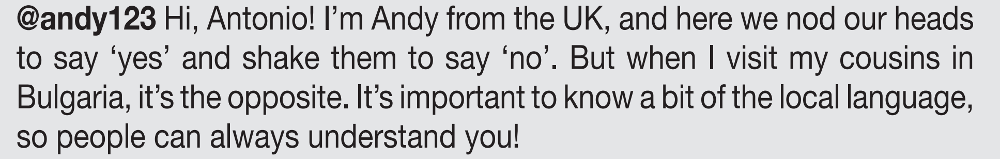 @andy123 Hi, Antonio! I’m Andy from the UK, and here we nod our heads
to say ‘yes’ and shake them to say ‘no’. But when I visit my cousins in
Bulgaria, it’s the opposite. It’s important to know a bit of the local language,
so people can always understand you!